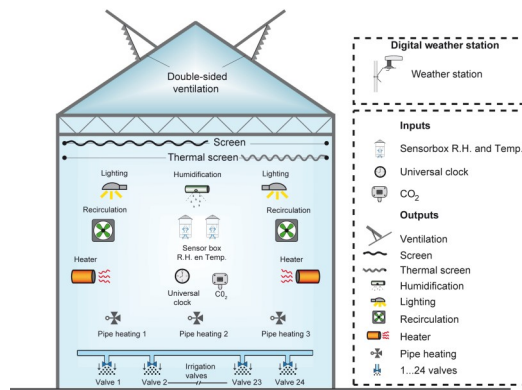 Double-sided
ventilation
Screen
Thermal screen
Lighting
Humidification
Lighting
Recirculation
Recirculation
Sensor box
R.H. en Temp.
Heater
Heater
Universal
clock
C0₂
Pipe heating 1
Pipe heating 2
Pipe heating 3
Irrigation
valves
Valve 1
Valve 2
Valve 23
Valve 24
Digital weather station
Weather station
Inputs
Sensorbox R.H. and Temp.
Universal clock
CO₂
Outputs
Ventilation
Screen
Thermal screen
Humidification
Lighting
Recirculation
Heater
Pipe heating
1...24 valves